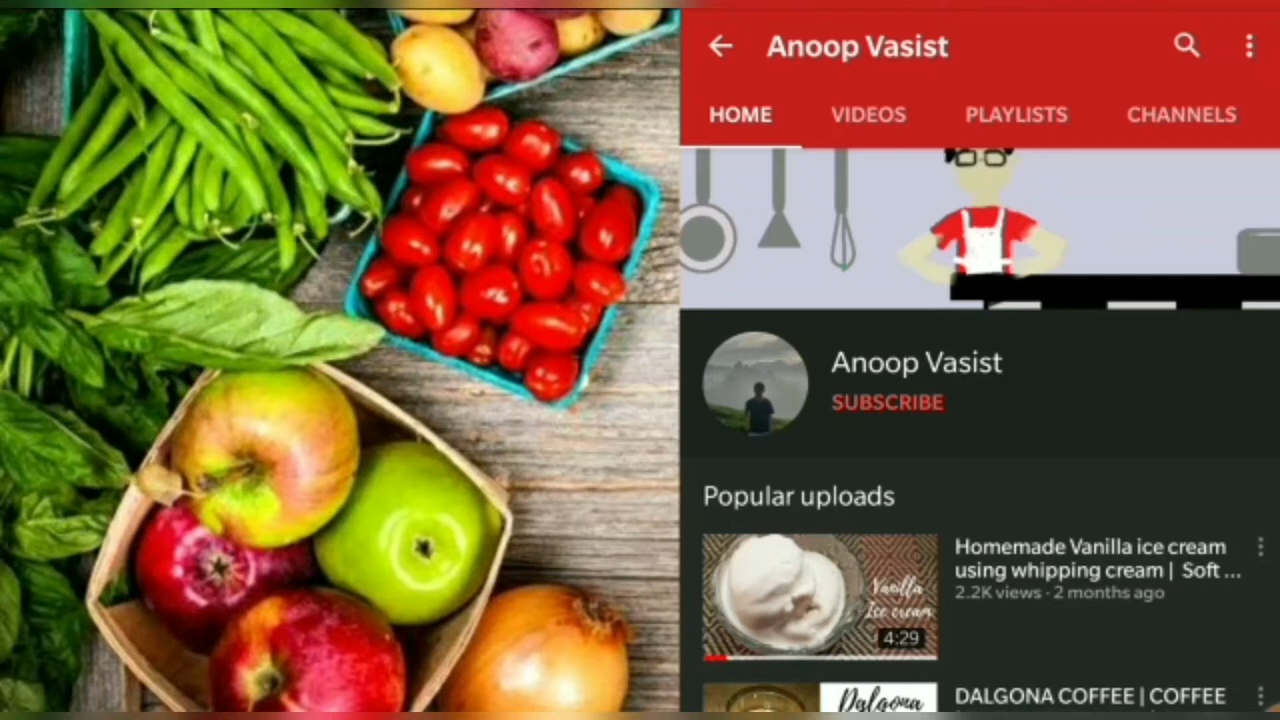 Anoop Vasist
HOME VIDEOS PLAYLISTS CHANNELS
Anoop Vasist
SUBSCRIBE
Popular uploads
Homemade Vanilla ice cream
using whipping cream | Soft ...
2.2K views · 2 months ago
Vanilla
Ice cream
4:29
DALGONA COFFEE | COFFEE
Dalgona